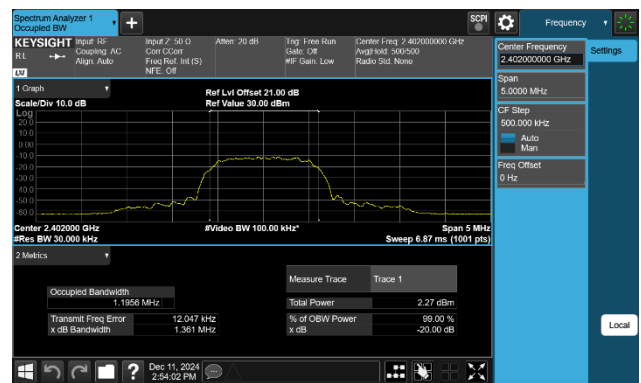 Spectrum Analyzer 1
Occupied BW
+
SCPI
Frequency
KEYSIGHT
RL
LW
Input: RF
Coupling: AC
Align: Auto
Input Z: 50 Ω
Corr CCorr
Freq Ref: Int (S)
NFE: Off
Atten: 20 dB
Trig: Free Run
Gate: Off
#IF Gain: Low
Center Freq: 2.402000000 GHz
Avg|Hold: 500/500
Radio Std: None
Center Frequency
2.402000000 GHz
Settings
Span
5.0000 MHz
CF Step
500.000 kHz
Auto
Man
Freq Offset
0 Hz
Local
1 Graph
Scale/Div 10.0 dB
Ref Lvl Offset 21.00 dB
Ref Value 30.00 dBm
Log
20.0
10.0
0.00
-10.0
-20.0
-30.0
-40.0
-50.0
-60.0
Center 2.402000 GHz
#Res BW 30.000 kHz
#Video BW 100.00 kHz*
Span 5 MHz
Sweep 6.87 ms (1001 pts)
2 Metrics
Measure Trace Trace 1
Occupied Bandwidth
1.1956 MHz
Total Power 2.27 dBm
Transmit Freq Error 12.047 kHz
% of OBW Power 99.00 %
x dB Bandwidth 1.361 MHz
x dB -20.00 dB
?
Dec 11, 2024
2:54:02 PM